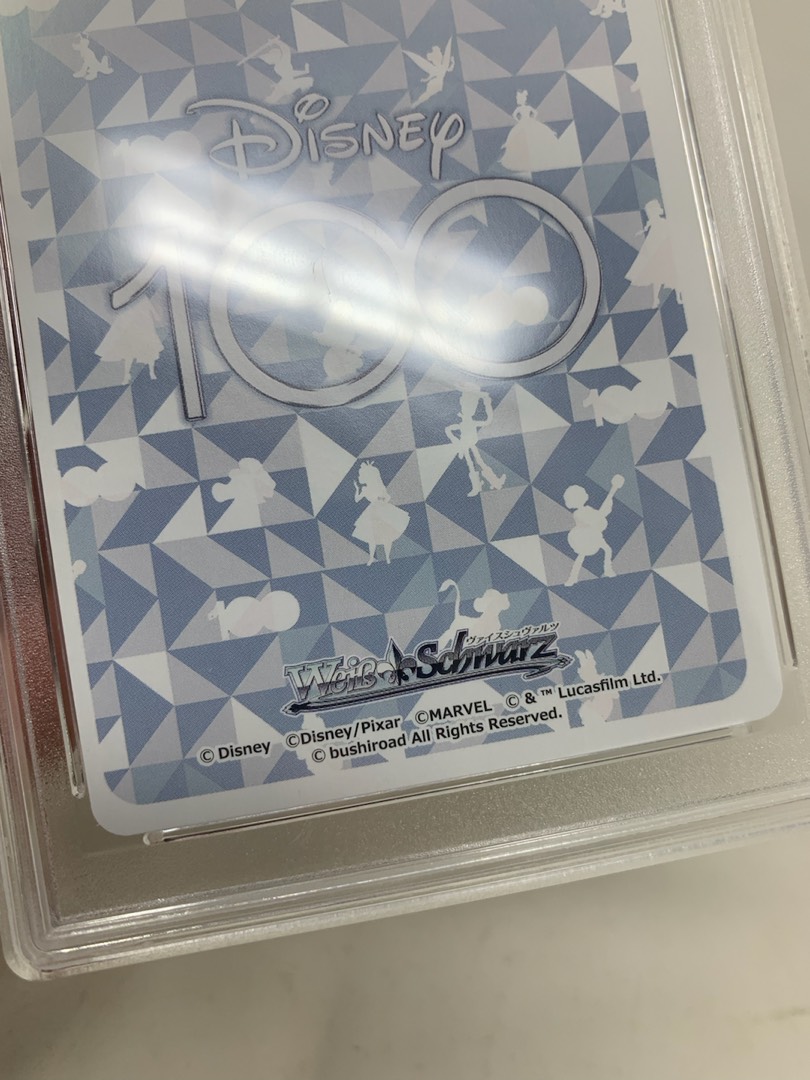 Disney
100
ヴァイスシュヴァルツ
Weiß Schwarz
© Disney ©Disney/Pixar ©MARVEL © & ™ Lucasfilm Ltd.
© bushiroad All Rights Reserved.